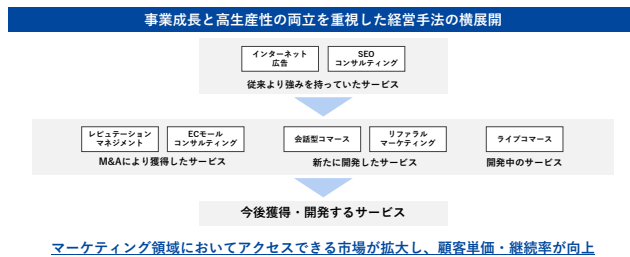 事業成長と高生産性の両立を重視した経営手法の横展開
インターネット
広告
SEO
コンサルティング
従来より強みを持っていたサービス
レピュテーション
マネジメント
ECモール
コンサルティング
M&Aにより獲得したサービス
会話型コマース
リファラル
マーケティング
新たに開発したサービス
ライブコマース
開発中のサービス
今後獲得・開発するサービス
マーケティング領域においてアクセスできる市場が拡大し、顧客単価・継続率が向上